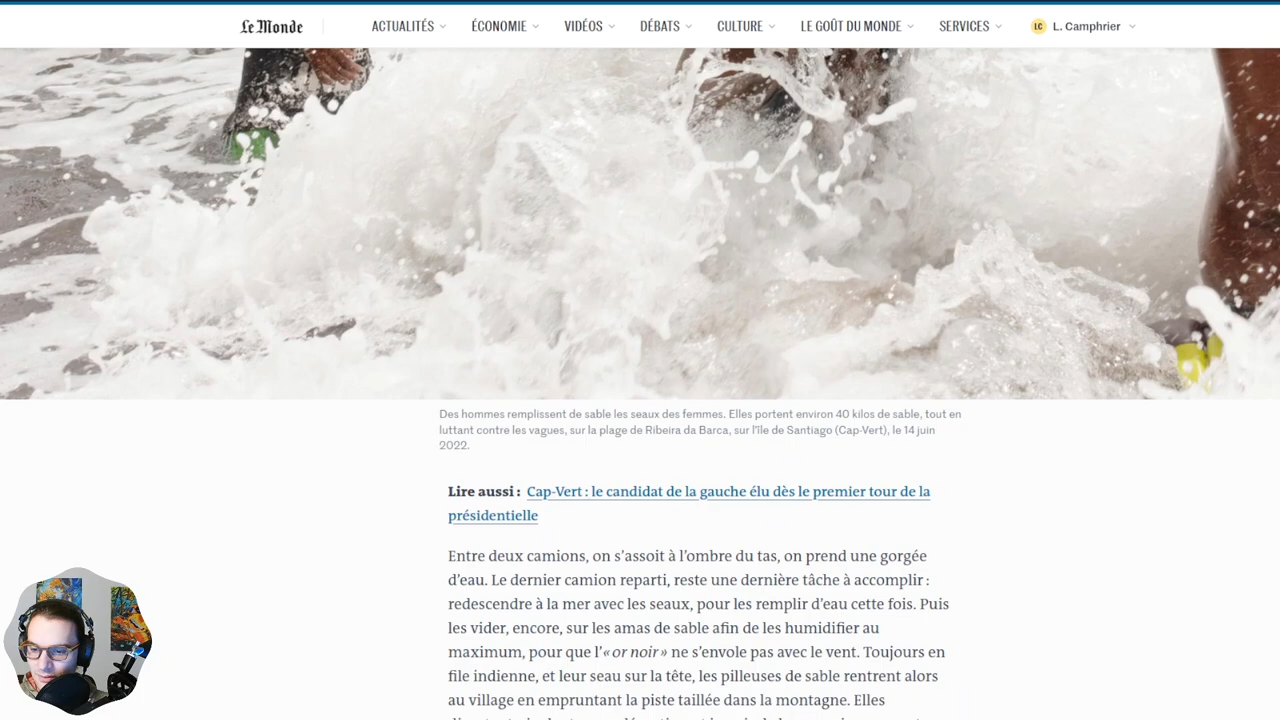 Le Monde
ACTUALITÉS
ÉCONOMIE
VIDÉOS
DÉBATS
CULTURE
LE GOÛT DU MONDE
SERVICES
LC
L. Camphrier
Des hommes remplissent de sable les seaux des femmes. Elles portent environ 40 kilos de sable, tout en
luttant contre les vagues, sur la plage de Ribeira da Barca, sur l'île de Santiago (Cap-Vert), le 14 juin
2022.
Lire aussi : Cap-Vert : le candidat de la gauche élu dès le premier tour de la
présidentielle
Entre deux camions, on s’assoit à l’ombre du tas, on prend une gorgée
d’eau. Le dernier camion reparti, reste une dernière tâche à accomplir :
redescendre à la mer avec les seaux, pour les remplir d’eau cette fois. Puis
les vider, encore, sur les amas de sable afin de les humidifier au
maximum, pour que l’« or noir » ne s’envole pas avec le vent. Toujours en
file indienne, et leur seau sur la tête, les pilleuses de sable rentrent alors
au village en empruntant la piste taillée dans la montagne. Elles